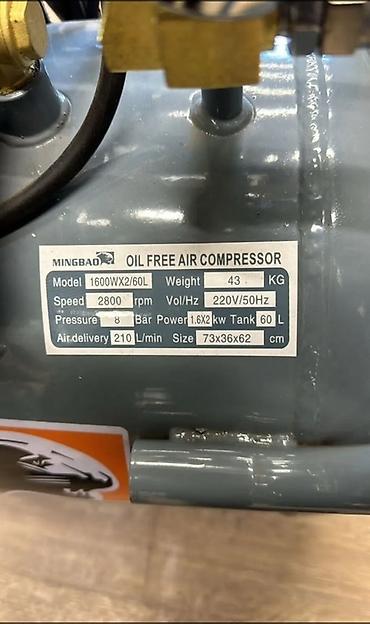 MINGBAO OIL FREE AIR COMPRESSOR
Model 1600WX2/60L Weight 43 KG
Speed 2800 rpm Vol/Hz 220V/50Hz
Pressure 8 Bar Power 1.6X2 kw Tank 60 L
Air delivery 210 L/min Size 73x36x62 cm